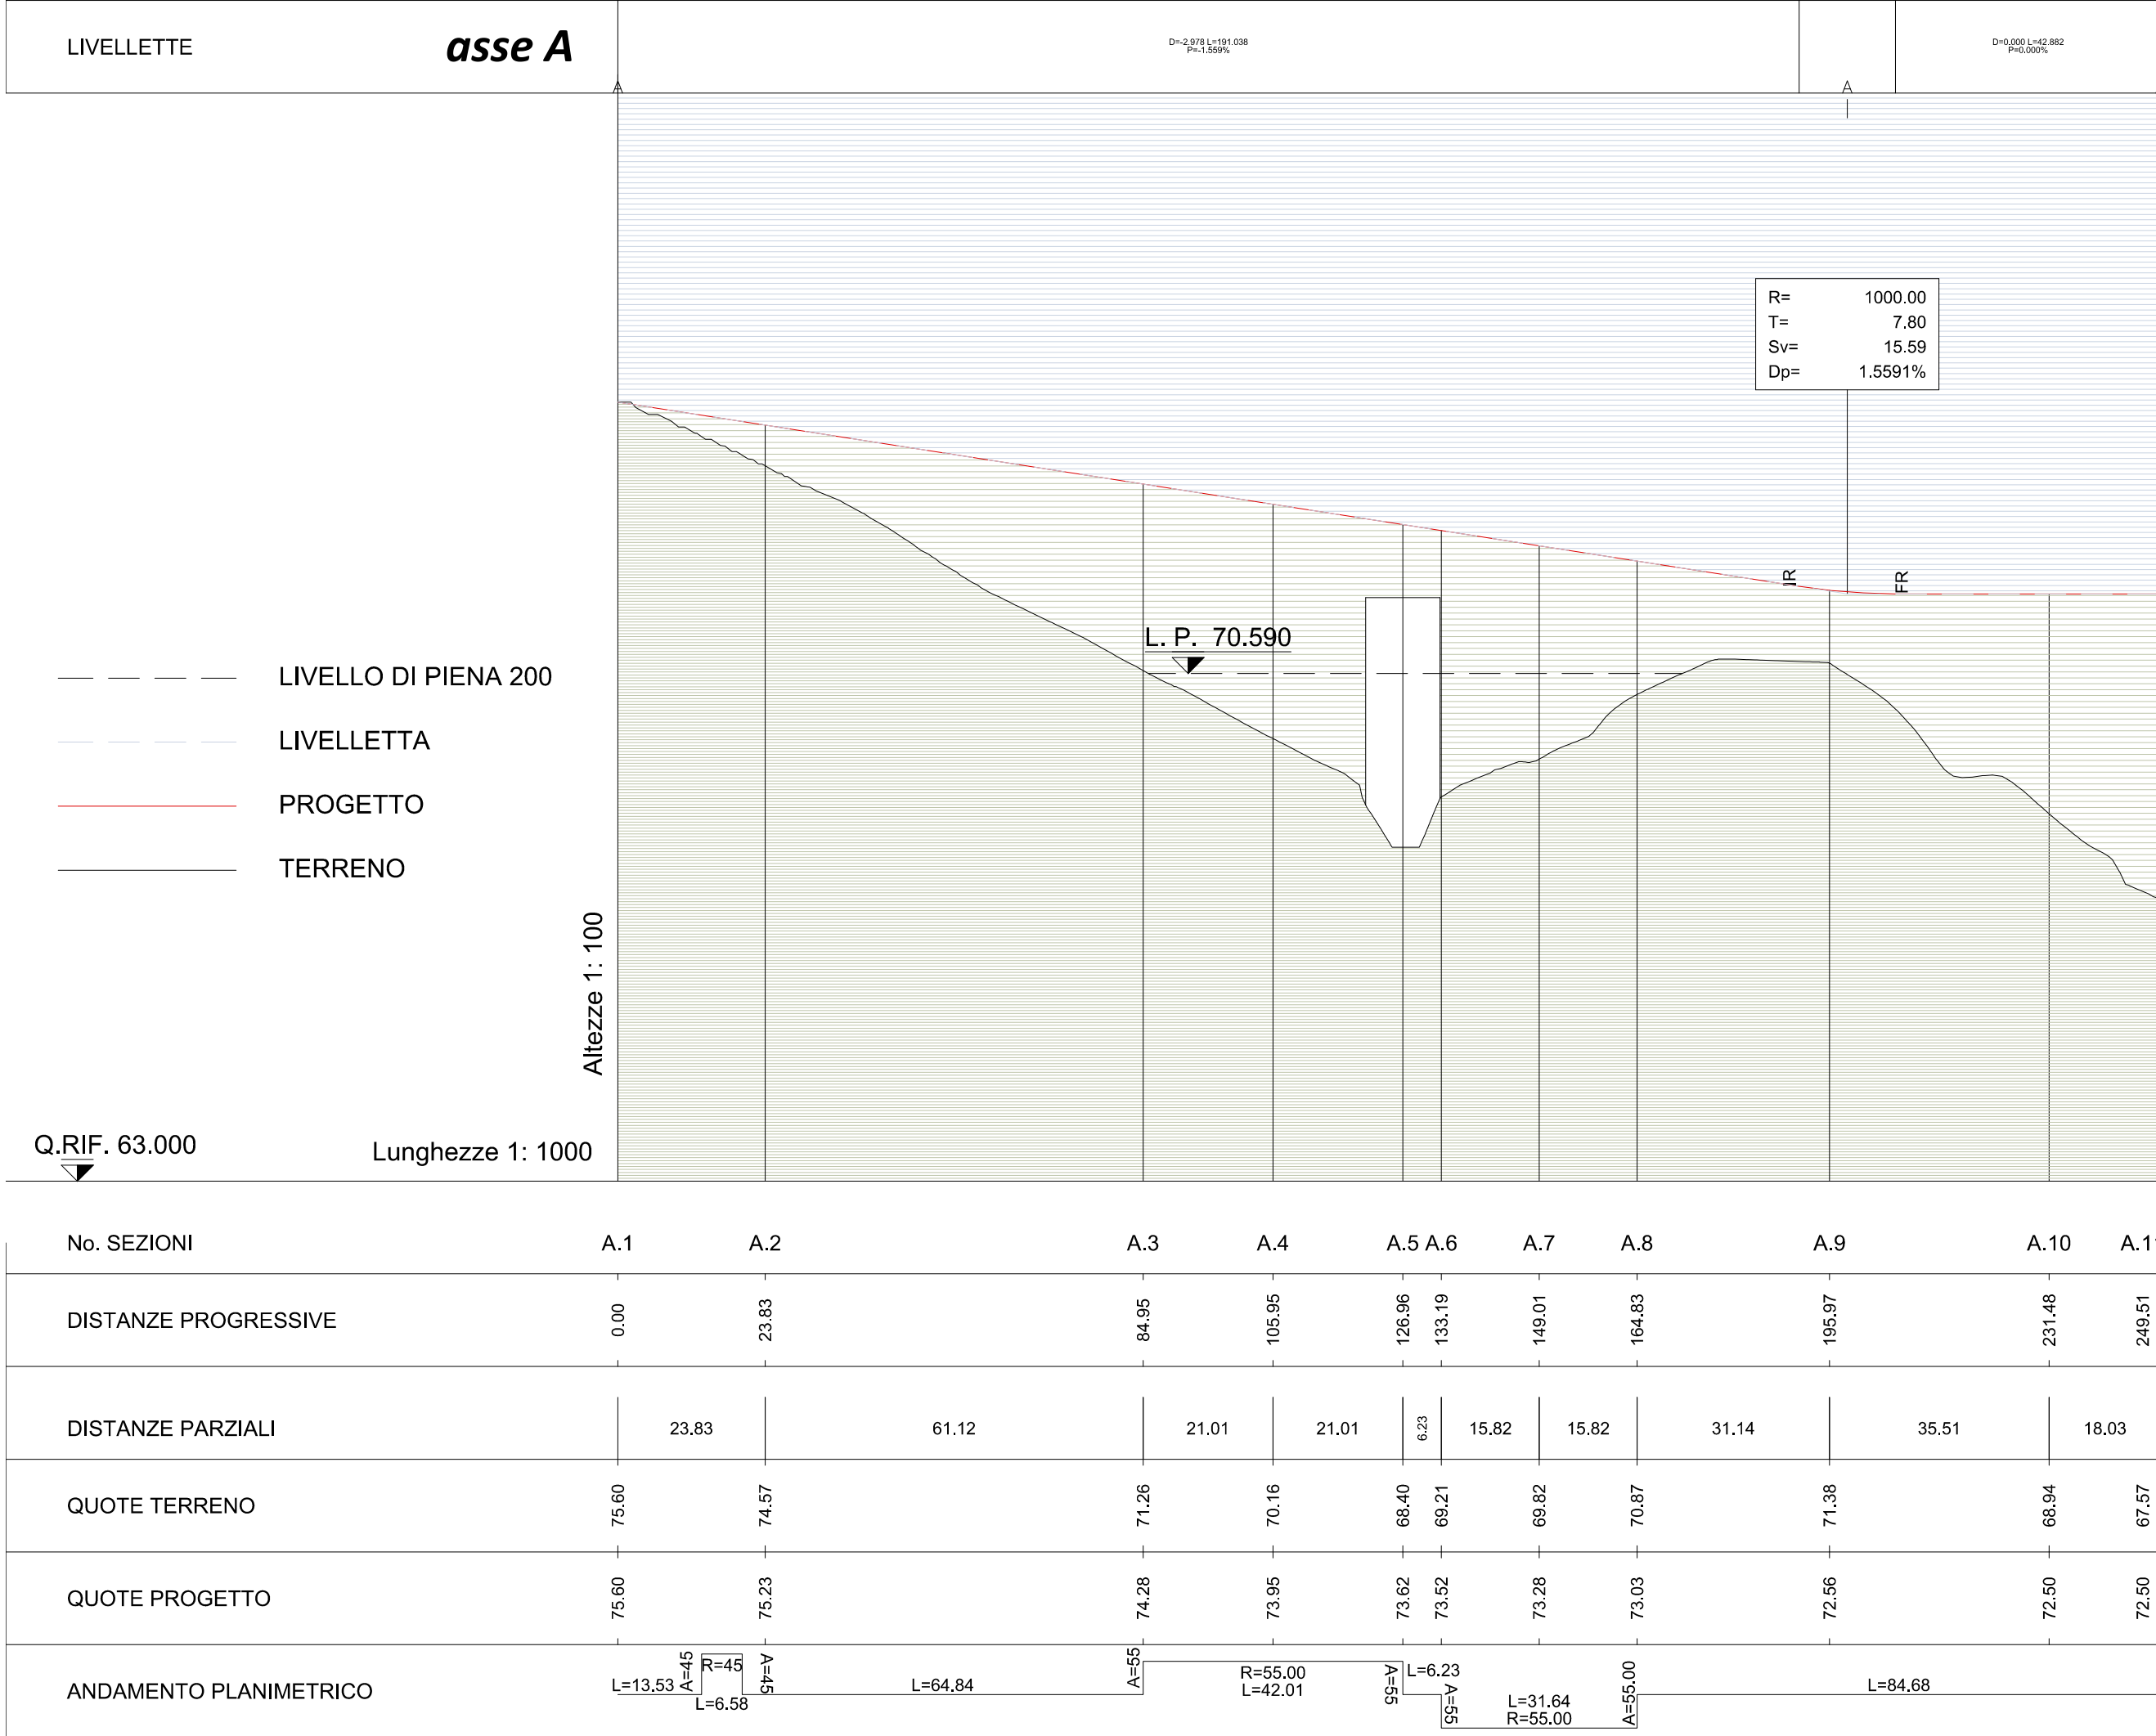 LIVELLETTE
asse A
D=-2.978 L=191.038
P=-1.559%
D=0.000 L=42.882
P=0.000%
A
A
R= 1000.00
T= 7.80
Sv= 15.59
Dp= 1.5591%
IR
FR
L. P. 70.590
LIVELLO DI PIENA 200
LIVELLETTA
PROGETTO
TERRENO
Altezze 1: 100
Q.RIF. 63.000
Lunghezze 1: 1000
No. SEZIONI A.1 A.2 A.3 A.4 A.5 A.6 A.7 A.8 A.9 A.10 A.11
DISTANZE PROGRESSIVE 0.00 23.83 84.95 105.95 126.96 133.19 149.01 164.83 195.97 231.48 249.51
DISTANZE PARZIALI 23.83 61.12 21.01 21.01 6.23 15.82 15.82 31.14 35.51 18.03
QUOTE TERRENO 75.60 74.57 71.26 70.16 68.40 69.21 69.82 70.87 71.38 68.94 67.57
QUOTE PROGETTO 75.60 75.23 74.28 73.95 73.62 73.52 73.28 73.03 72.56 72.50 72.50
ANDAMENTO PLANIMETRICO
L=13.53
A=45
R=45
L=6.58
A=45
L=64.84
A=55
R=55.00
L=42.01
A=55
L=6.23
A=55
L=31.64
R=55.00
A=55.00
L=84.68